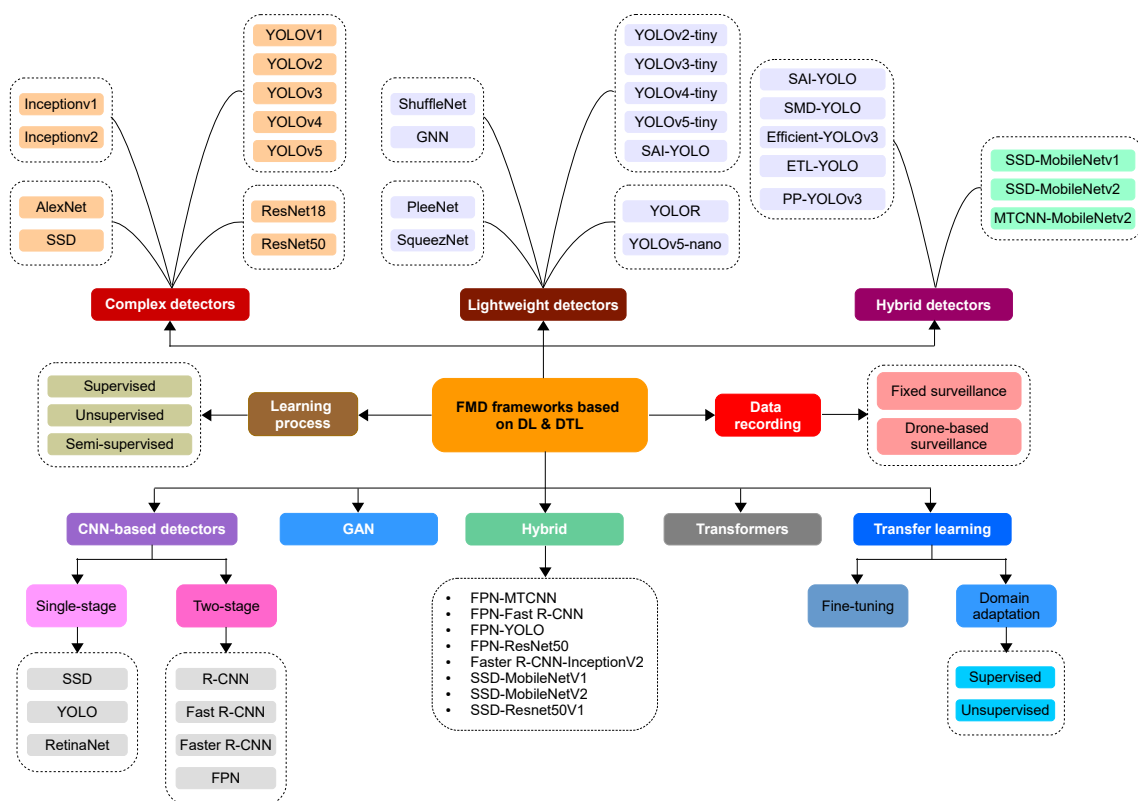 YOLOV1
YOLOv2
YOLOv3
YOLOv4
YOLOv5
Inceptionv1
Inceptionv2
AlexNet
SSD
ResNet18
ResNet50
Complex detectors
ShuffleNet
GNN
PleeNet
SqueezNet
YOLOv2-tiny
YOLOv3-tiny
YOLOv4-tiny
YOLOv5-tiny
SAI-YOLO
YOLOR
YOLOv5-nano
Lightweight detectors
SAI-YOLO
SMD-YOLO
Efficient-YOLOv3
ETL-YOLO
PP-YOLOv3
SSD-MobileNetv1
SSD-MobileNetv2
MTCNN-MobileNetv2
Hybrid detectors
Supervised
Unsupervised
Semi-supervised
Learning
process
FMD frameworks based
on DL & DTL
Data
recording
Fixed surveillance
Drone-based
surveillance
CNN-based detectors
GAN
Hybrid
Transformers
Transfer learning
Single-stage
Two-stage
SSD
YOLO
RetinaNet
R-CNN
Fast R-CNN
Faster R-CNN
FPN
• FPN-MTCNN
• FPN-Fast R-CNN
• FPN-YOLO
• FPN-ResNet50
• Faster R-CNN-InceptionV2
• SSD-MobileNetV1
• SSD-MobileNetV2
• SSD-Resnet50V1
Fine-tuning
Domain
adaptation
Supervised
Unsupervised